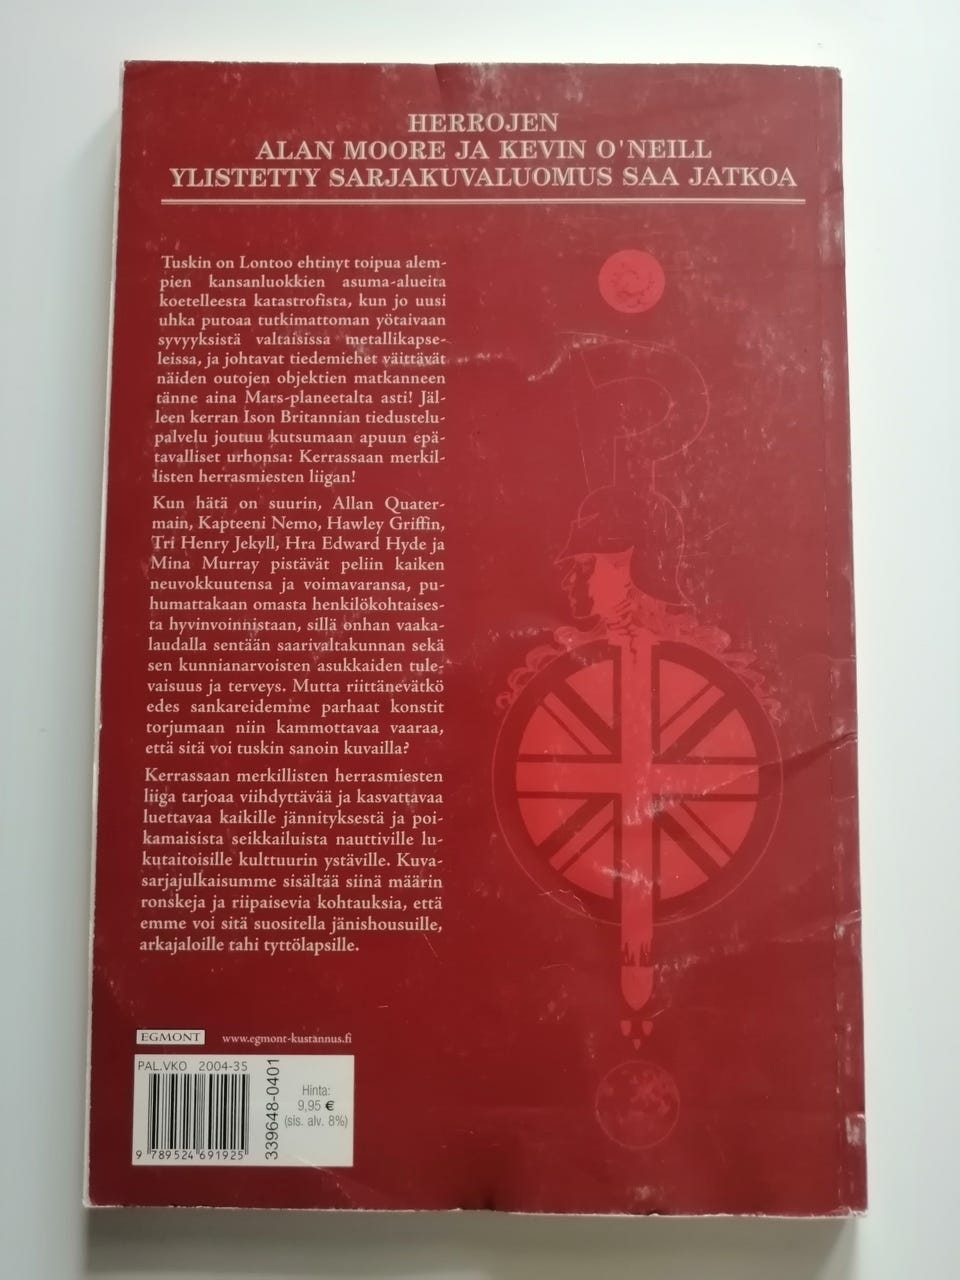 HERROJEN
ALAN MOORE JA KEVIN O'NEILL
YLISTETTY SARJAKUVALUOMUS SAA JATKOA
Tuskin on Lontoo ehtinyt toipua alem-
pien kansanluokkien asuma-alueita
koetelleesta katastrofista, kun jo uusi
uhka putoaa tutkimattoman yötaivaan
syvyyksistä valtaisissa metallikapse-
leissa, ja johtavat tiedemiehet väittävät
näiden outojen objektien matkanneen
tänne aina Mars-planeetalta asti! Jäl-
leen kerran Ison Britannian tiedustelu-
palvelu joutuu kutsumaan apuun epä-
tavalliset urhonsa: Kerrassaan merkil-
listen herrasmiesten liigan!
Kun hätä on suurin, Allan Quater-
main, Kapteeni Nemo, Hawley Griffin,
Tri Henry Jekyll, Hra Edward Hyde ja
Mina Murray pistävät peliin kaiken
neuvokkuutensa ja voimavaransa, pu-
humattakaan omasta henkilökohtaises-
ta hyvinvoinnistaan, sillä onhan vaaka-
laudalla sentään saarivaltakunnan sekä
sen kunnianarvoisten asukkaiden tule-
vaisuus ja terveys. Mutta riittänevätkö
edes sankareidemme parhaat konstit
torjumaan niin kammottavaa vaaraa,
että sitä voi tuskin sanoin kuvailla?
Kerrassaan merkillisten herrasmiesten
liiga tarjoaa viihdyttävää ja kasvattavaa
luettavaa kaikille jännityksestä ja poi-
kamaisista seikkailuista nauttiville lu-
kutaitoisille kulttuurin ystäville. Kuva-
sarjajulkaisumme sisältää siinä määrin
ronskeja ja riipaisevia kohtauksia, että
emme voi sitä suositella jänishousuille,
arkajaloille tahi tyttölapsille.
EGMONT www.egmont-kustannus.fi
PAL.VKO 2004-35
339648-0401
Hinta:
9,95 €
(sis. alv. 8%)
9 789524 691925